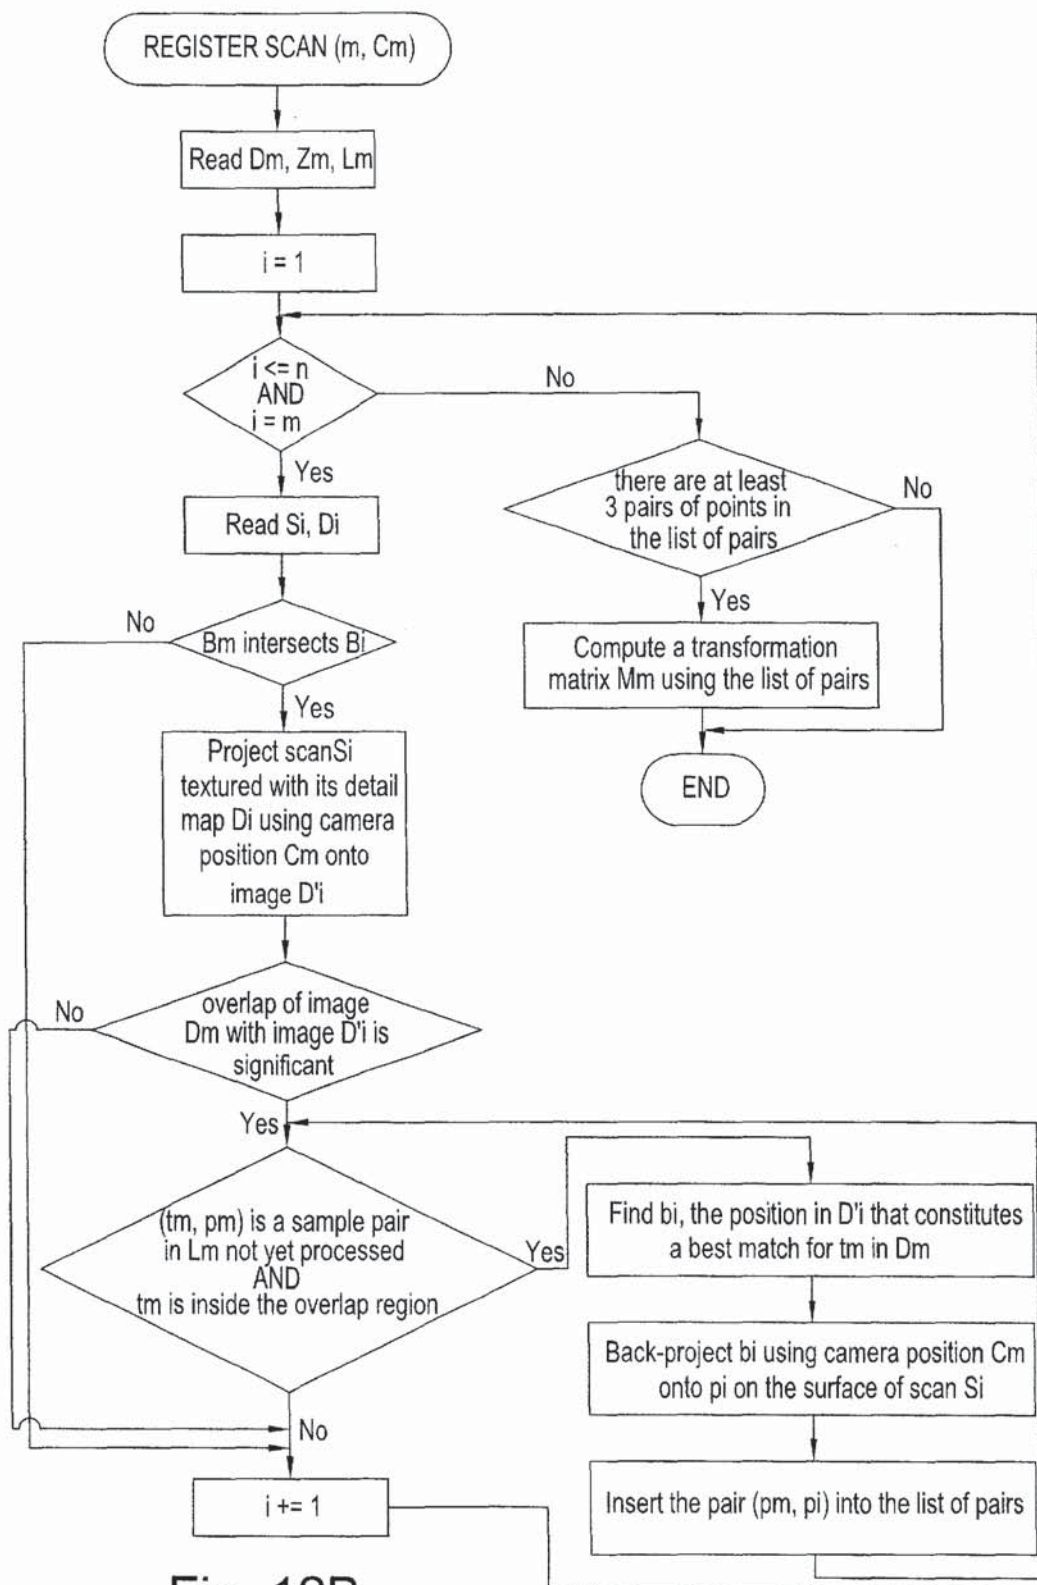 REGISTER SCAN (m, Cm)
Read Dm, Zm, Lm
i = 1
i <= n
AND
i = m
No
Yes
there are at least
3 pairs of points in
the list of pairs
No
Yes
Compute a transformation
matrix Mm using the list of pairs
END
Read Si, Di
No
Bm intersects Bi
Yes
Project scanSi
textured with its detail
map Di using camera
position Cm onto
image D'i
No
overlap of image
Dm with image D'i is
significant
Yes
(tm, pm) is a sample pair
in Lm not yet processed
AND
tm is inside the overlap region
Yes
Find bi, the position in D'i that constitutes
a best match for tm in Dm
Back-project bi using camera position Cm
onto pi on the surface of scan Si
Insert the pair (pm, pi) into the list of pairs
No
i += 1